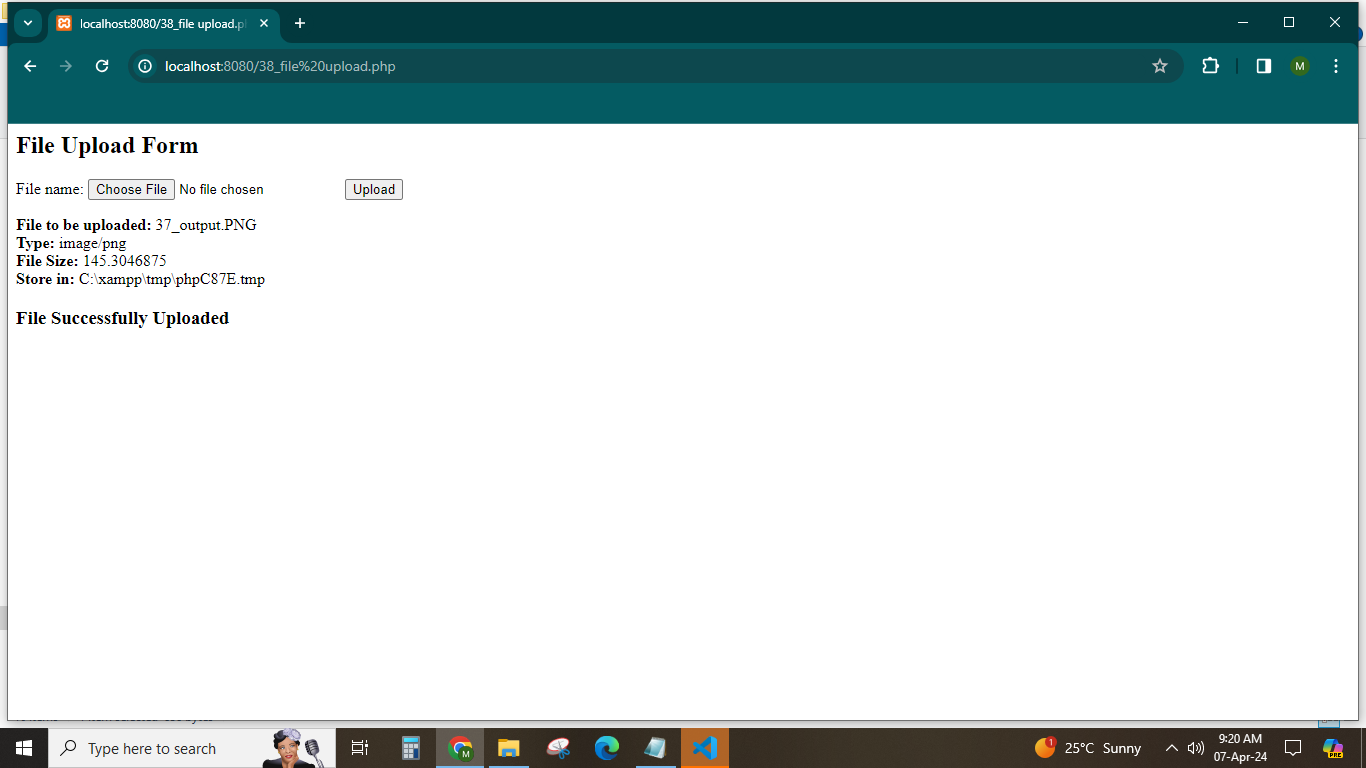 localhost:8080/38_file upload.p
localhost:8080/38_file%20upload.php
M
File Upload Form
File name: Choose File No file chosen Upload
File to be uploaded: 37_output.PNG
Type: image/png
File Size: 145.3046875
Store in: C:\xampp\tmp\phpC87E.tmp
File Successfully Uploaded
Type here to search
M
1
25°C Sunny
9:20 AM
07-Apr-24
PRE